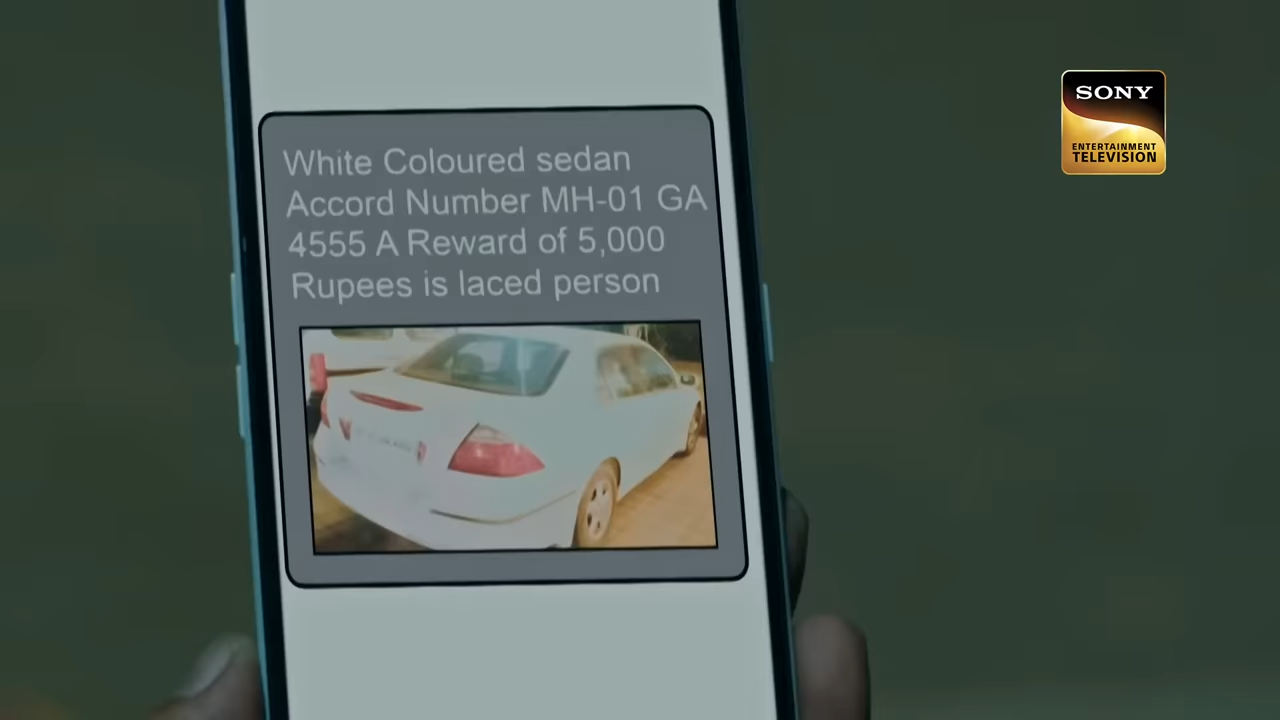 White Coloured sedan
Accord Number MH-01 GA
4555 A Reward of 5,000
Rupees is laced person
SONY
ENTERTAINMENT
TELEVISION